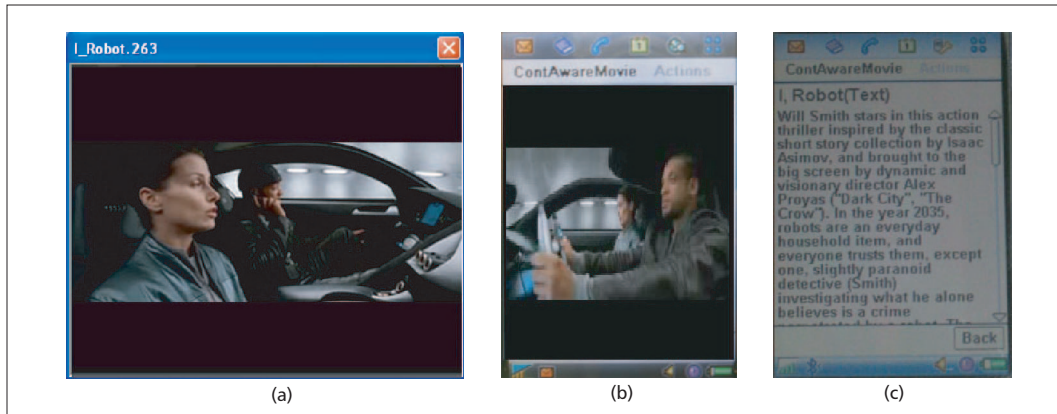 I_Robot.263
ContAwareMovie Actions
1
ContAwareMovie Actions
1
I, Robot(Text)
Will Smith stars in this action
thriller inspired by the classic
short story collection by Isaac
Asimov, and brought to the
big screen by dynamic and
visionary director Alex
Proyas ("Dark City", "The
Crow"). In the year 2035,
robots are an everyday
household item, and
everyone trusts them, except
one, slightly paranoid
detective (Smith)
investigating what he alone
believes is a crime
Back
(a)
(b)
(c)